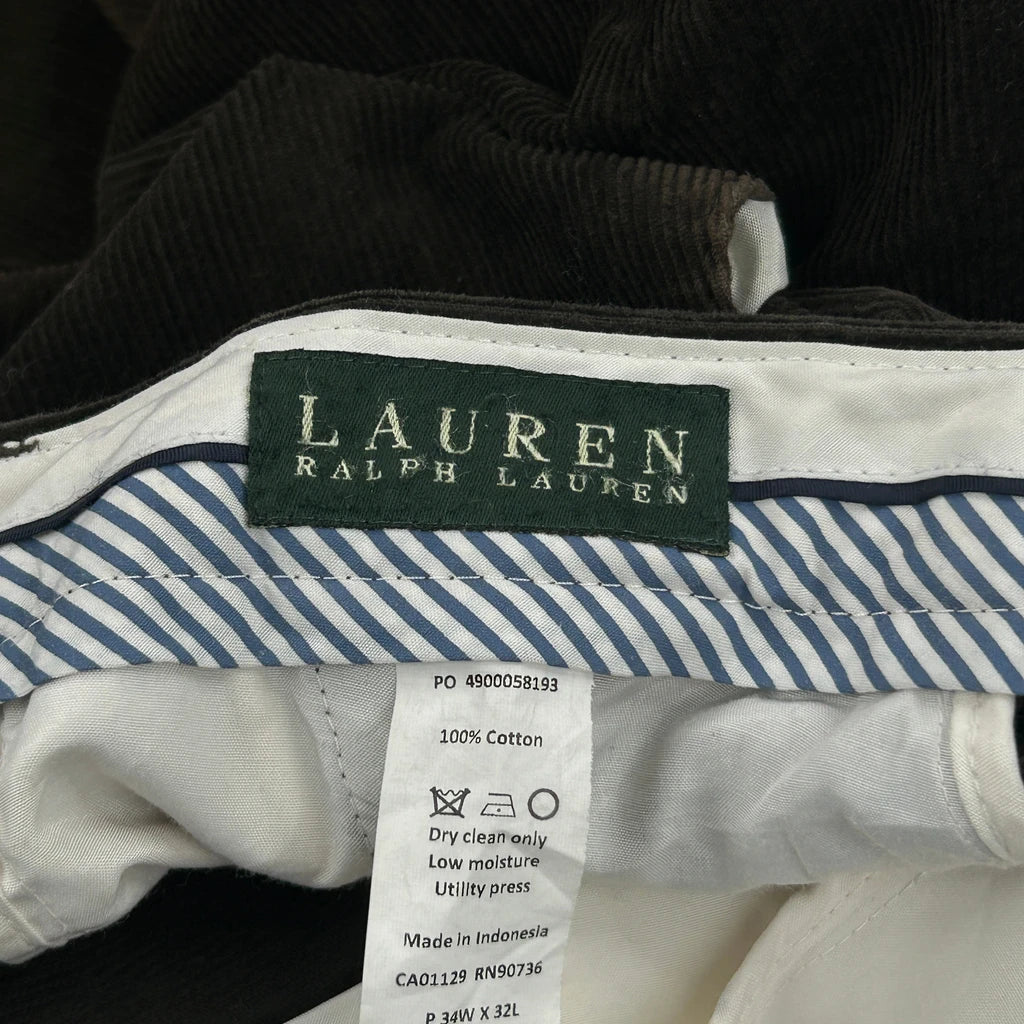 LAUREN
RALPH LAUREN
PO 4900058193
100% Cotton
Dry clean only
Low moisture
Utility press
Made in Indonesia
CA01129 RN90736
P 34W X 32L